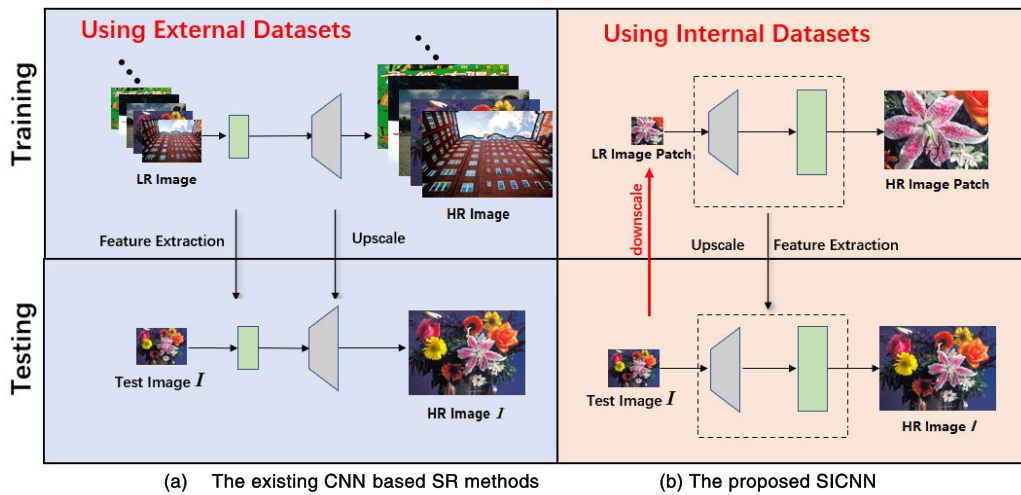 Using External Datasets
Using Internal Datasets
Training
LR Image
HR Image
LR Image Patch
HR Image Patch
Feature Extraction
Upscale
downscale
Upscale
Feature Extraction
Testing
Test Image I
HR Image I
Test Image I
HR Image I
(a) The existing CNN based SR methods
(b) The proposed SICNN